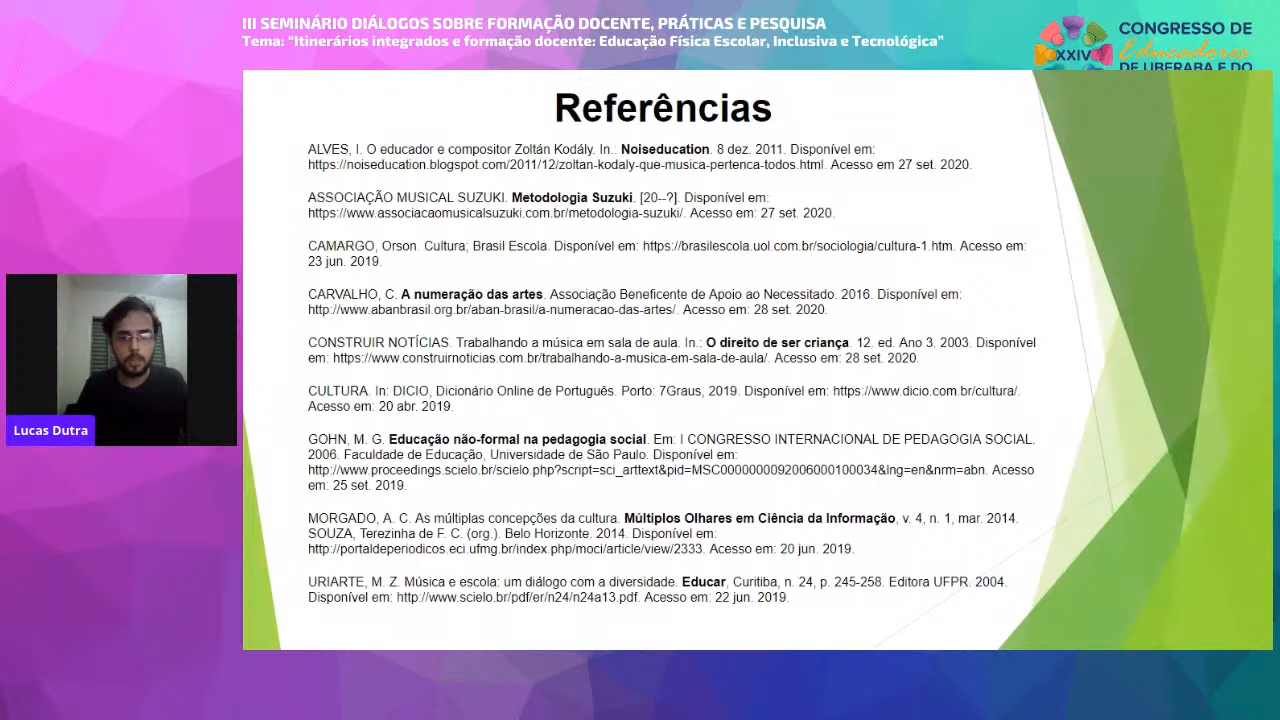 III SEMINÁRIO DIÁLOGOS SOBRE FORMAÇÃO DOCENTE, PRÁTICAS E PESQUISA
Tema: “Itinerários integrados e formação docente: Educação Física Escolar, Inclusiva e Tecnológica”
XXIV
CONGRESSO DE
Educadores
DE UBERABA E DO
Referências
ALVES, I. O educador e compositor Zoltán Kodály. In.: Noiseducation. 8 dez. 2011. Disponível em:
https://noiseducation.blogspot.com/2011/12/zoltan-kodaly-que-musica-pertenca-todos.html. Acesso em 27 set. 2020.
ASSOCIAÇÃO MUSICAL SUZUKI. Metodologia Suzuki. [20--?]. Disponível em:
https://www.associacaomusicalsuzuki.com.br/metodologia-suzuki/. Acesso em: 27 set. 2020.
CAMARGO, Orson. Cultura; Brasil Escola. Disponível em: https://brasilescola.uol.com.br/sociologia/cultura-1.htm. Acesso em:
23 jun. 2019.
CARVALHO, C. A numeração das artes. Associação Beneficente de Apoio ao Necessitado. 2016. Disponível em:
http://www.abanbrasil.org.br/aban-brasil/a-numeracao-das-artes/. Acesso em: 28 set. 2020.
CONSTRUIR NOTÍCIAS. Trabalhando a música em sala de aula. In.: O direito de ser criança. 12. ed. Ano 3. 2003. Disponível
em: https://www.construirnoticias.com.br/trabalhando-a-musica-em-sala-de-aula/. Acesso em: 28 set. 2020.
CULTURA. In: DICIO, Dicionário Online de Português. Porto: 7Graus, 2019. Disponível em: https://www.dicio.com.br/cultura/.
Acesso em: 20 abr. 2019.
GOHN, M. G. Educação não-formal na pedagogia social. Em: I CONGRESSO INTERNACIONAL DE PEDAGOGIA SOCIAL.
2006. Faculdade de Educação, Universidade de São Paulo. Disponível em:
http://www.proceedings.scielo.br/scielo.php?script=sci_arttext&pid=MSC0000000092006000100034&lng=en&nrm=abn. Acesso
em: 25 set. 2019.
MORGADO, A. C. As múltiplas concepções da cultura. Múltiplos Olhares em Ciência da Informação, v. 4, n. 1, mar. 2014.
SOUZA, Terezinha de F. C. (org.). Belo Horizonte. 2014. Disponível em:
http://portaldeperiodicos.eci.ufmg.br/index.php/moci/article/view/2333. Acesso em: 20 jun. 2019.
URIARTE, M. Z. Música e escola: um diálogo com a diversidade. Educar, Curitiba, n. 24, p. 245-258. Editora UFPR. 2004.
Disponível em: http://www.scielo.br/pdf/er/n24/n24a13.pdf. Acesso em: 22 jun. 2019.
Lucas Dutra